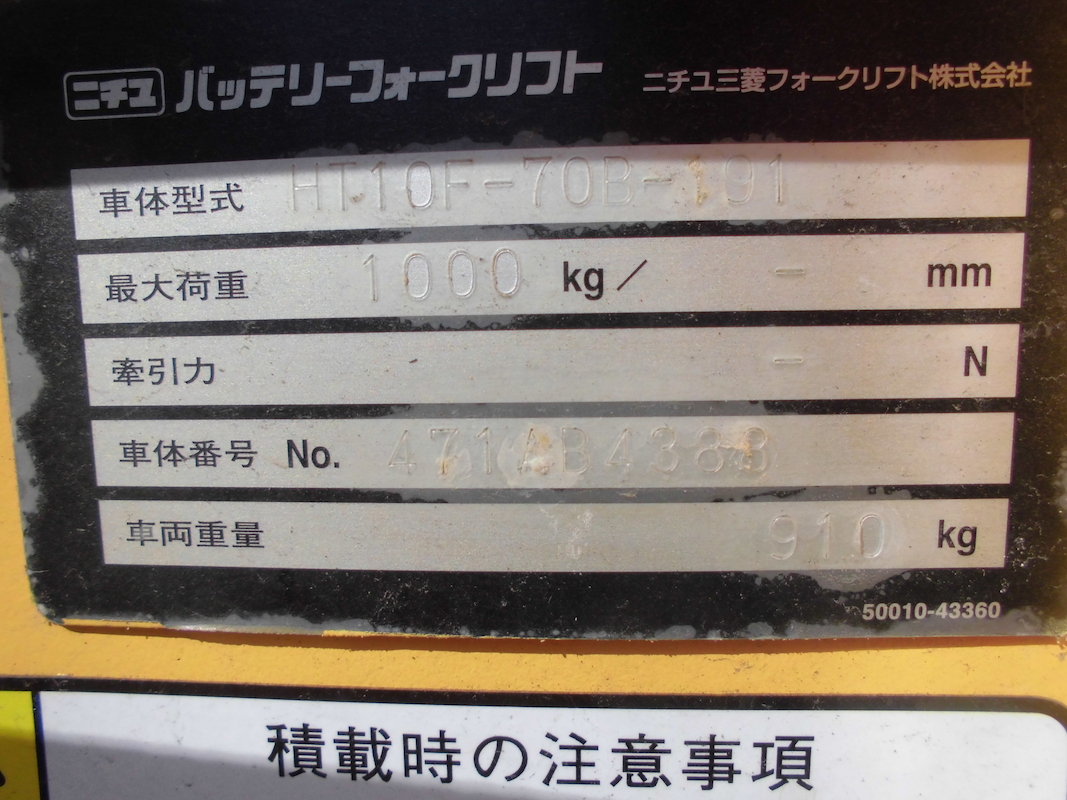 ニチユ バッテリーフォークリフト ニチユ三菱フォークリフト株式会社
車体型式 HT10F-70B-191
最大荷重 1000 kg／ - mm
牽引力 - N
車体番号 No. 471AB4388
車両重量 910 kg
50010-43360
積載時の注意事項